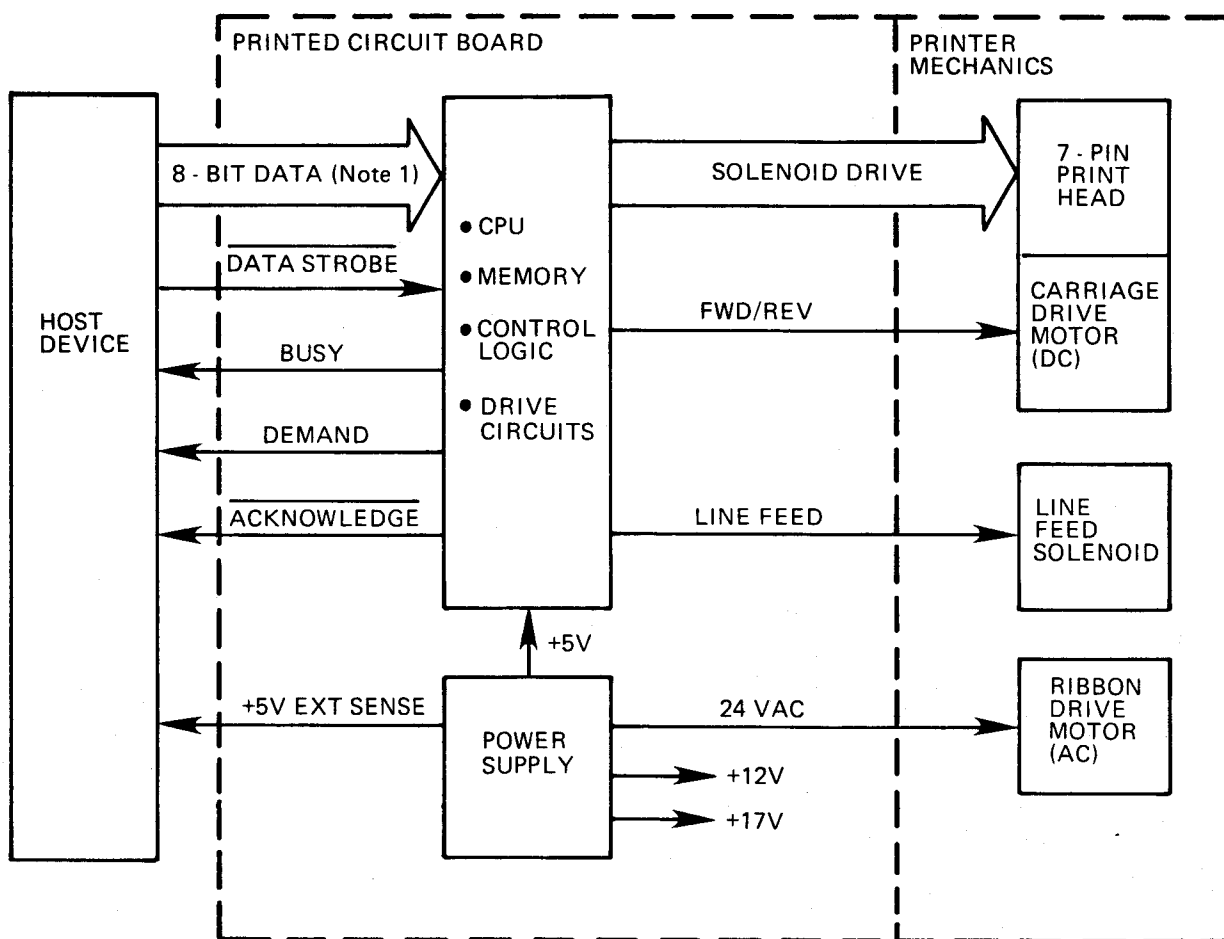 PRINTED CIRCUIT BOARD
PRINTER
MECHANICS
HOST
DEVICE
8 - BIT DATA (Note 1)
DATA STROBE
BUSY
DEMAND
ACKNOWLEDGE
+5V EXT SENSE
• CPU
• MEMORY
• CONTROL
LOGIC
• DRIVE
CIRCUITS
+5V
POWER
SUPPLY
SOLENOID DRIVE
FWD/REV
LINE FEED
24 VAC
+12V
+17V
7 - PIN
PRINT
HEAD
CARRIAGE
DRIVE
MOTOR
(DC)
LINE
FEED
SOLENOID
RIBBON
DRIVE
MOTOR
(AC)